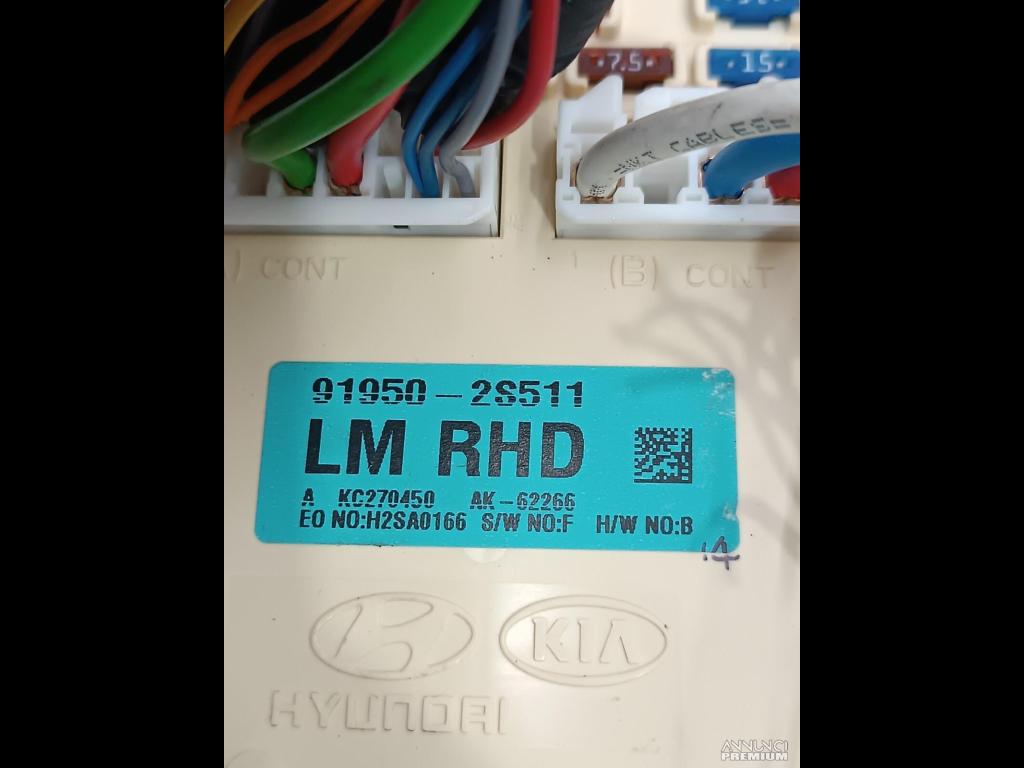 7.5
15
-NKT CABLES=
) CONT
(B) CONT
91950-2S511
LM RHD
A KC270450 AK-62266
EO NO:H2SA0166 S/W NO:F H/W NO:B
KIA
HYUNDAI
ANNUNCI
PREMIUM